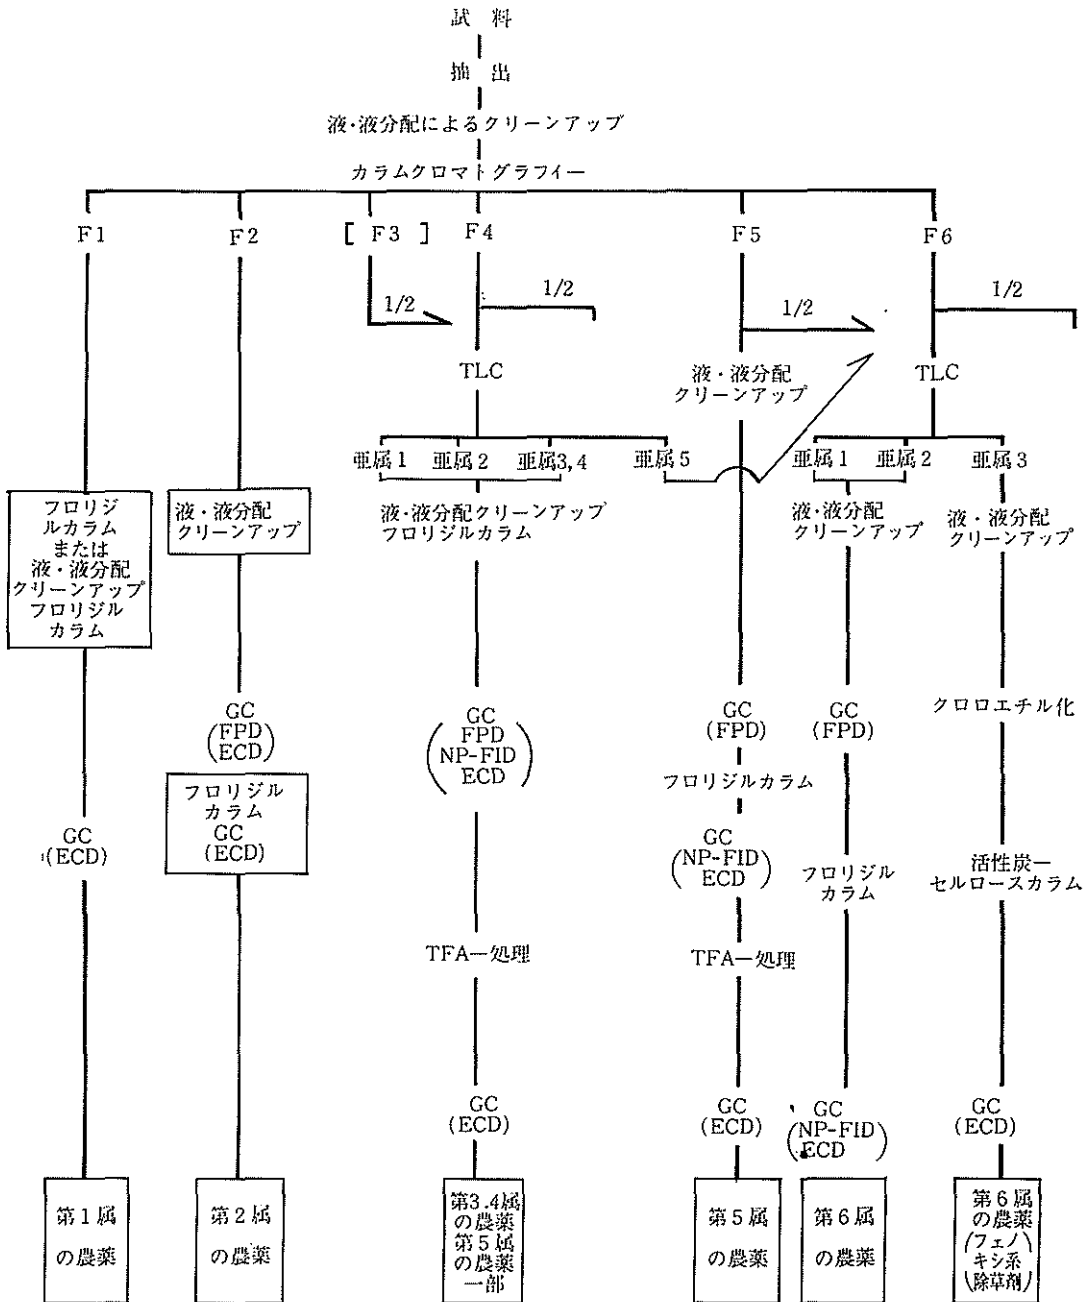 試料
抽出
液・液分配によるクリーンアップ
カラムクロマトグラフィー
F1
F2
[ F3 ]
F4
F5
F6
1/2
1/2
1/2
1/2
TLC
液・液分配
クリーンアップ
TLC
亜属1
亜属2
亜属3,4
亜属5
亜属1
亜属2
亜属3
フロリジ
ルカラム
または
液・液分配
クリーンアップ
フロリジル
カラム
液・液分配
クリーンアップ
液・液分配クリーンアップ
フロリジルカラム
液・液分配
クリーンアップ
液・液分配
クリーンアップ
GC
(FPD
ECD)
GC
(FPD
NP-FID
ECD)
GC
(FPD)
GC
(FPD)
クロロエチル化
フロリジル
カラム
GC
(ECD)
フロリジルカラム
GC
(ECD)
GC
(NP-FID
ECD)
フロリジル
カラム
活性炭ー
セルロースカラム
TFAー処理
TFAー処理
GC
(ECD)
GC
(ECD)
GC
(NP-FID
ECD)
GC
(ECD)
第1属
の農薬
第2属
の農薬
第3.4属
の農薬
第5属
の農薬
一部
第5属
の農薬
第6属
の農薬
第6属
の農薬
(フェノ
キシ系
除草剤)